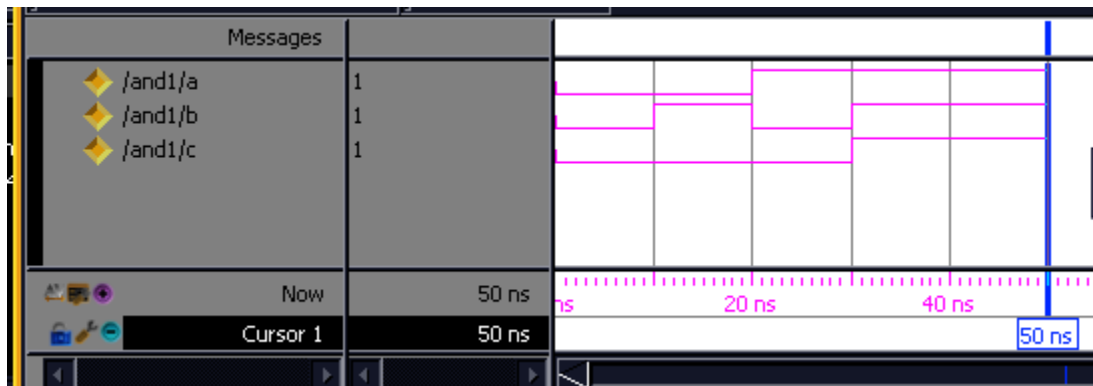 Messages
/and1/a 1
/and1/b 1
/and1/c 1
Now 50 ns
ns 20 ns 40 ns
Cursor 1 50 ns 50 ns